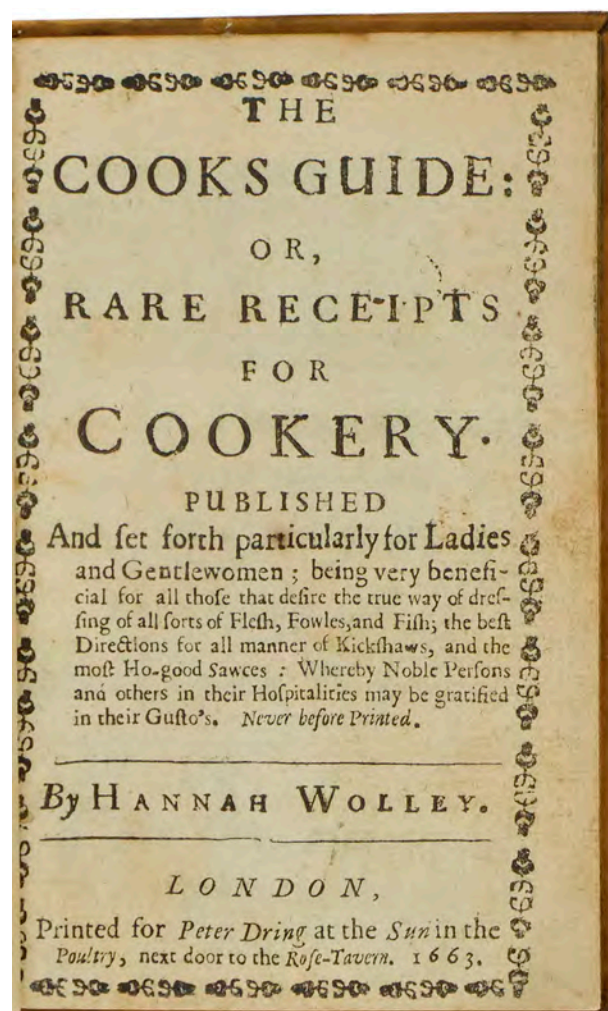 THE
COOKS GUIDE:
OR,
RARE RECEIPTS
FOR
COOKERY.
PUBLISHED
And ſet forth particularly for Ladies
and Gentlewomen ; being very benefi-
cial for all thoſe that deſire the true way of dreſ-
ſing of all ſorts of Fleſh, Fowles, and Fiſh; the beſt
Directions for all manner of Kickſhaws, and the
moſt Ho-good Sawces : Whereby Noble Perſons
and others in their Hoſpitalities may be gratified
in their Guſto's. Never before Printed.
By HANNAH WOLLEY.
LONDON,
Printed for Peter Dring at the Sun in the
Poultry, next door to the Roſe-Tavern. 1663.